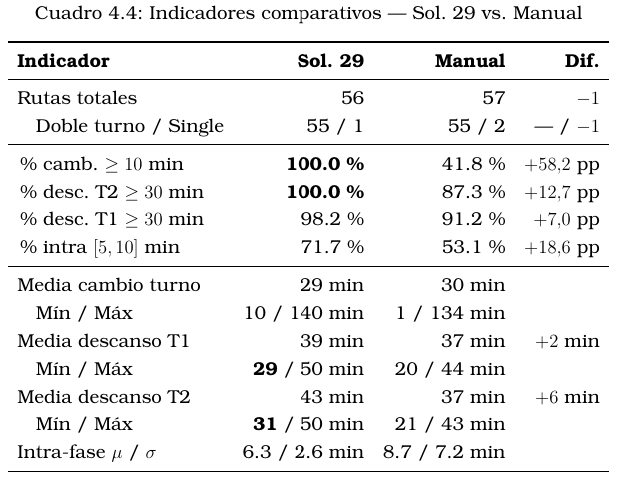 Cuadro 4.4: Indicadores comparativos — Sol. 29 vs. Manual
Indicador Sol. 29 Manual Dif.
Rutas totales 56 57 −1
Doble turno / Single 55 / 1 55 / 2 — / −1
% camb. ≥ 10 min 100.0 % 41.8 % +58,2 pp
% desc. T2 ≥ 30 min 100.0 % 87.3 % +12,7 pp
% desc. T1 ≥ 30 min 98.2 % 91.2 % +7,0 pp
% intra [5, 10] min 71.7 % 53.1 % +18,6 pp
Media cambio turno 29 min 30 min
Mín / Máx 10 / 140 min 1 / 134 min
Media descanso T1 39 min 37 min +2 min
Mín / Máx 29 / 50 min 20 / 44 min
Media descanso T2 43 min 37 min +6 min
Mín / Máx 31 / 50 min 21 / 43 min
Intra-fase μ / σ 6.3 / 2.6 min 8.7 / 7.2 min